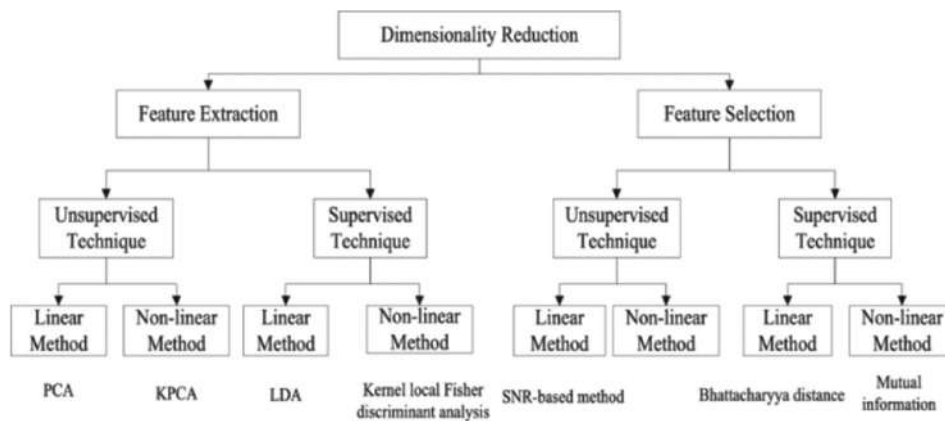 Dimensionality Reduction
Feature Extraction
Feature Selection
Unsupervised
Technique
Supervised
Technique
Unsupervised
Technique
Supervised
Technique
Linear
Method
Non-linear
Method
Linear
Method
Non-linear
Method
Linear
Method
Non-linear
Method
Linear
Method
Non-linear
Method
PCA
KPCA
LDA
Kernel local Fisher
discriminant analysis
SNR-based method
Bhattacharyya distance
Mutual
information